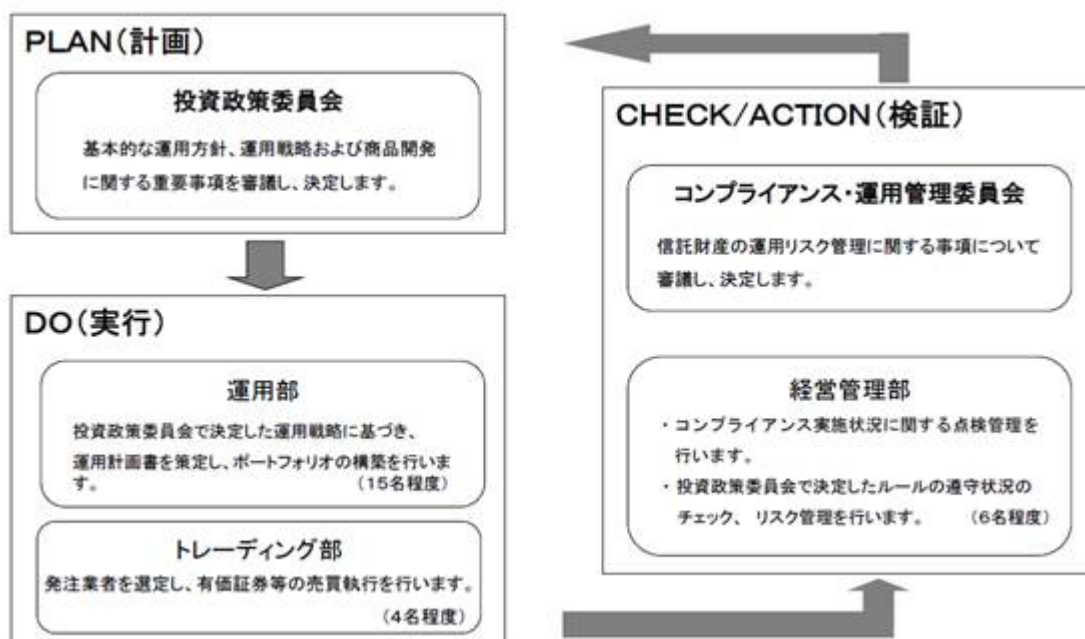 PLAN(計画)
投資政策委員会
基本的な運用方針、運用戦略および商品開発
に関する重要事項を審議し、決定します。
DO(実行)
運用部
投資政策委員会で決定した運用戦略に基づき、
運用計画書を策定し、ポートフォリオの構築を行いま
す。 (15名程度)
トレーディング部
発注業者を選定し、有価証券等の売買執行を行います。
(4名程度)
CHECK/ACTION(検証)
コンプライアンス・運用管理委員会
信託財産の運用リスク管理に関する事項について
審議し、決定します。
経営管理部
・コンプライアンス実施状況に関する点検管理を
行います。
・投資政策委員会で決定したルールの遵守状況の
チェック、 リスク管理を行います。 (6名程度)